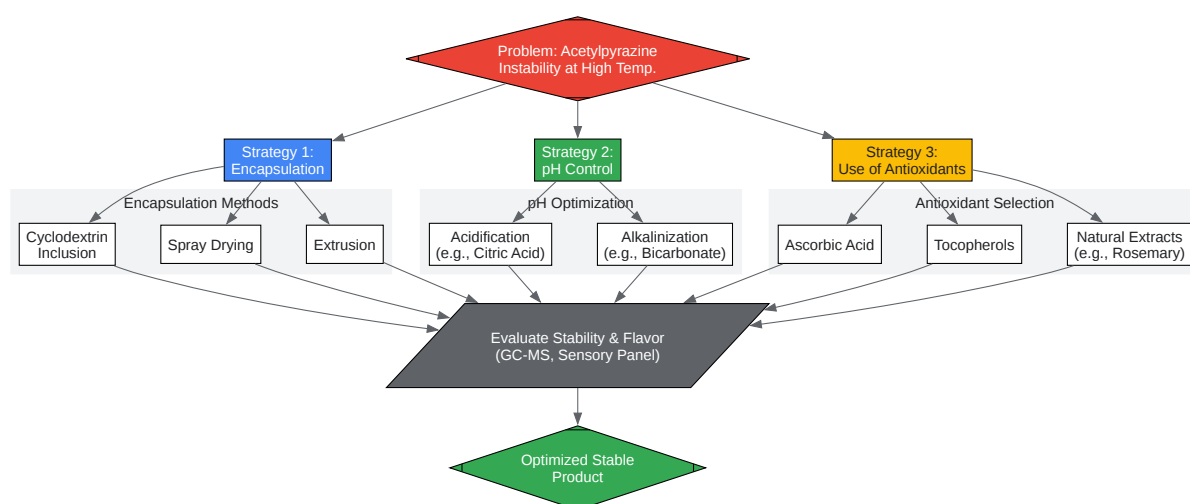 Problem: Acetylpyrazine
Instability at High Temp.
Strategy 1:
Encapsulation
Strategy 2:
pH Control
Strategy 3:
Use of Antioxidants
Encapsulation Methods
pH Optimization
Antioxidant Selection
Cyclodextrin
Inclusion
Spray Drying
Extrusion
Acidification
(e.g., Citric Acid)
Alkalinization
(e.g., Bicarbonate)
Ascorbic Acid
Tocopherols
Natural Extracts
(e.g., Rosemary)
Evaluate Stability & Flavor
(GC-MS, Sensory Panel)
Optimized Stable
Product